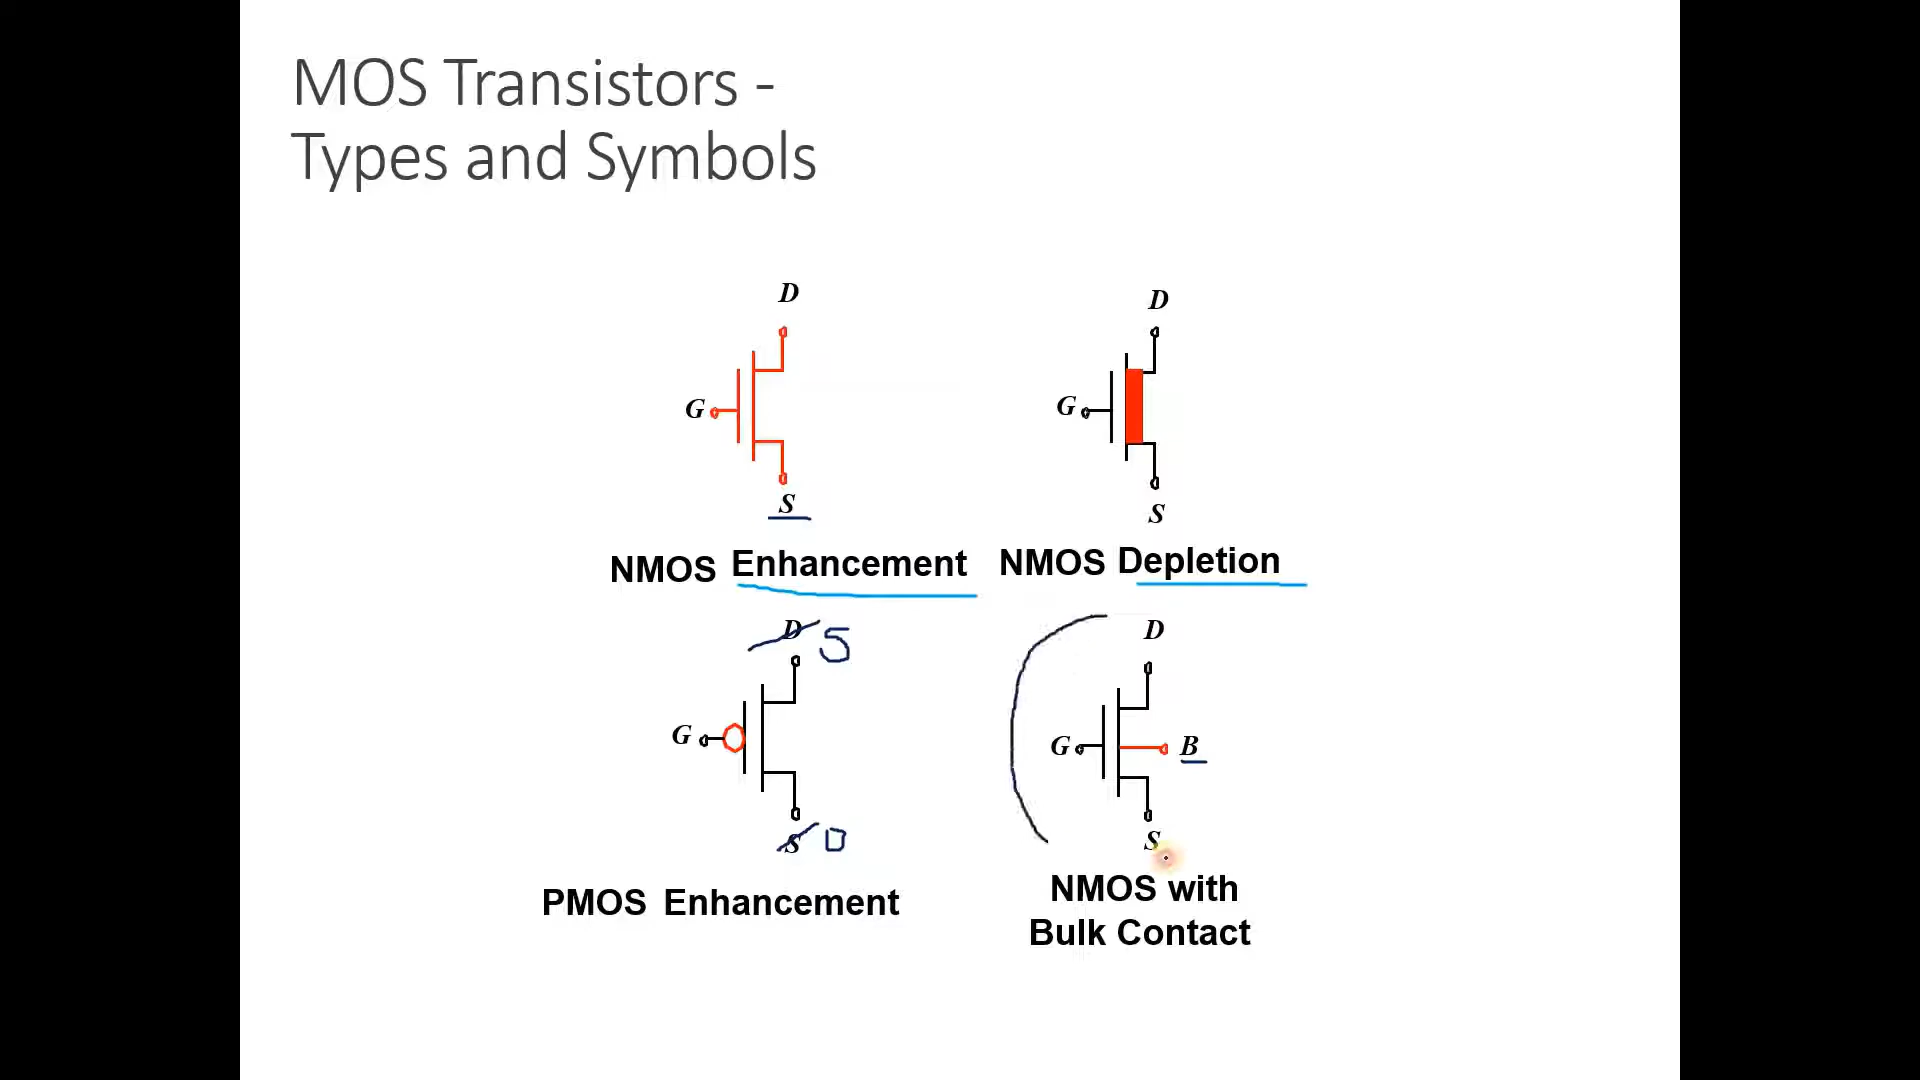 MOS Transistors -
Types and Symbols
D
G
S
NMOS Enhancement
D
G
S
NMOS Depletion
D S
G
S D
PMOS Enhancement
D
G
B
S
NMOS with
Bulk Contact